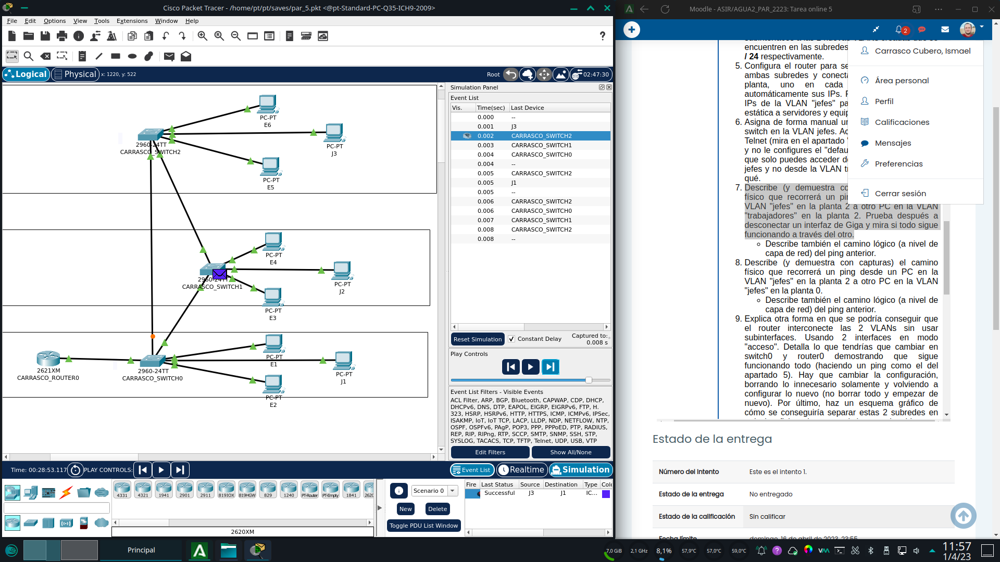 Cisco Packet Tracer - /home/pt/pt/saves/par_5.pkt <@pt-Standard-PC-Q35-ICH9-2009>
File Edit Options View Tools Extensions Window Help
?
Logical
Physical
x: 1220, y: 522
Root
02:47:30
PC-PT
E6
2960-24TT
CARRASCO_SWITCH2
PC-PT
J3
PC-PT
E5
PC-PT
E4
2960-24TT
CARRASCO_SWITCH1
PC-PT
J2
PC-PT
E3
2621XM
CARRASCO_ROUTER0
2960-24TT
CARRASCO_SWITCH0
PC-PT
E1
PC-PT
J1
PC-PT
E2
Simulation Panel
Event List
Vis. Time(sec) Last Device
0.000 --
0.001 J3
0.002 CARRASCO_SWITCH2
0.003 CARRASCO_SWITCH1
0.004 CARRASCO_SWITCH0
0.004 --
0.005 CARRASCO_SWITCH2
0.005 J1
0.005 --
0.006 CARRASCO_SWITCH2
0.006 CARRASCO_SWITCH0
0.007 CARRASCO_SWITCH1
0.008 CARRASCO_SWITCH2
0.008 --
Reset Simulation
Constant Delay
Captured to:
0.008 s
Play Controls
Event List Filters - Visible Events
ACL Filter, ARP, BGP, Bluetooth, CAPWAP, CDP, DHCP,
DHCPv6, DNS, DTP, EAPOL, EIGRP, EIGRPv6, FTP, H.
323, HSRP, HSRPv6, HTTP, HTTPS, ICMP, ICMPv6, IPSec,
ISAKMP, IoT, IoT TCP, LACP, LLDP, NDP, NETFLOW, NTP,
OSPF, OSPFv6, PAgP, POP3, PPP, PPPoED, PTP, RADIUS,
REP, RIP, RIPng, RTP, SCCP, SMTP, SNMP, SSH, STP,
SYSLOG, TACACS, TCP, TFTP, Telnet, UDP, USB, VTP
Edit Filters
Show All/None
Time: 00:28:53.117
PLAY CONTROLS:
Event List
Realtime
Simulation
4331
4321
1941
2901
2911
819IOX
819HGW
829
1240
PT-Router
PT-Empty
1841
2620
2620XM
Scenario 0
New
Delete
Toggle PDU List Window
Fire Last Status Source Destination Type Colo
Successful J3 J1 IC...
Moodle - ASIR/AGUA2_PAR_2223: Tarea online 5
2
encuentren en las subredes
/ 24 respectivamente.
5. Configura el router para se
ambas subredes y conecta
planta, uno en cada
automáticamente sus IPs. F
IPs de la VLAN "jefes" pa
estática a servidores y equip
6. Asigna de forma manual un
switch en la VLAN jefes. Ac
Telnet (mira en el apartado "
y no le configures el "defau
que solo puedes acceder de
jefes y no desde la VLAN tr
qué.
7. Describe (y demuestra co
físico que recorrerá un pin
VLAN "jefes" en la planta 2 a otro PC en la VLAN
"trabajadores" en la planta 2. Prueba después a
desconectar un interfaz de Giga y mira si todo sigue
funcionando a través del otro.
Describe también el camino lógico (a nivel de
capa de red) del ping anterior.
8. Describe (y demuestra con capturas) el camino
físico que recorrerá un ping desde un PC en la
VLAN "jefes" en la planta 2 a otro PC en la VLAN
"jefes" en la planta 0.
Describe también el camino lógico (a nivel de
capa de red) del ping anterior.
9. Explica otra forma en que se podría conseguir que
el router interconecte las 2 VLANs sin usar
subinterfaces. Usando 2 interfaces en modo
"acceso". Detalla lo que tendrías que cambiar en
switch0 y router0 demostrando que sigue
funcionando todo (haciendo un ping como el del
apartado 5). Hay que cambiar la configuración,
borrando lo innecesario solamente y volviendo a
configurar lo nuevo (no borrar todo y empezar de
nuevo). Por último, haz un esquema gráfico de
cómo se conseguiría separar estas 2 subredes en
Carrasco Cubero, Ismael
Área personal
Perfil
Calificaciones
Mensajes
Preferencias
Cerrar sesión
Estado de la entrega
Número del intento Este es el intento 1.
Estado de la entrega No entregado
Estado de la calificación Sin calificar
Fecha límite domingo, 16 de abril de 2023, 23:55
Principal
7,0 GiB
2,1 GHz
8,1%
57,9°C
57,0°C
59,0°C
11:57
1/4/23